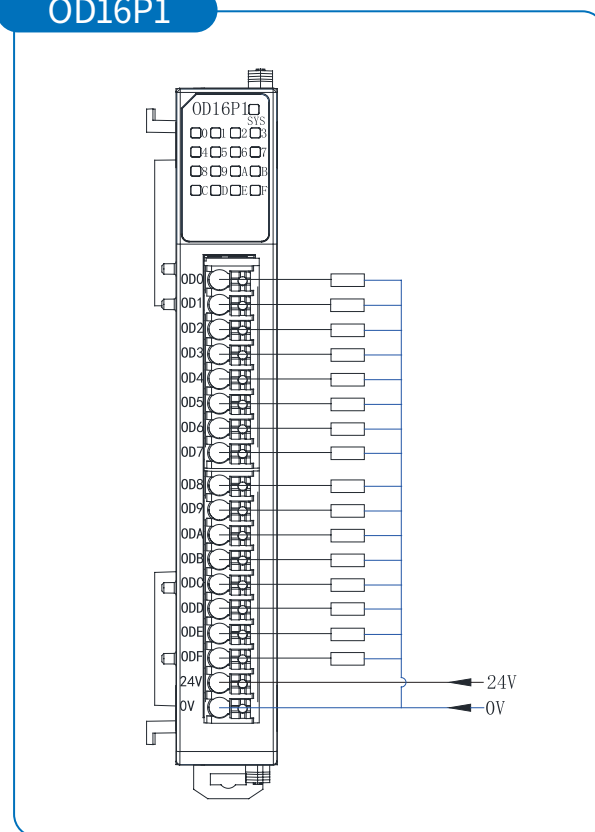 OD16P1
OD16P1
SYS
0 1 2 3
4 5 6 7
8 9 A B
C D E F
OD0
OD1
OD2
OD3
OD4
OD5
OD6
OD7
OD8
OD9
ODA
ODB
ODC
ODD
ODE
ODF
24V 24V
0V 0V